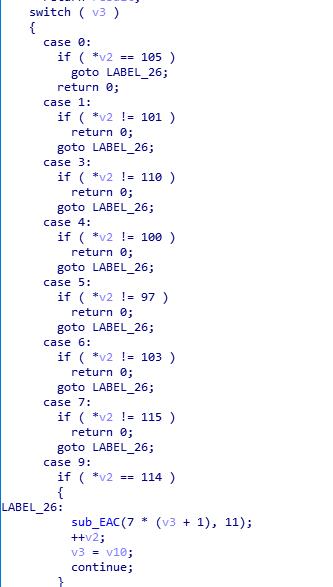 switch ( v3 )
{
case 0:
if ( *v2 == 105 )
goto LABEL_26;
return 0;
case 1:
if ( *v2 != 101 )
return 0;
goto LABEL_26;
case 3:
if ( *v2 != 110 )
return 0;
goto LABEL_26;
case 4:
if ( *v2 != 100 )
return 0;
goto LABEL_26;
case 5:
if ( *v2 != 97 )
return 0;
goto LABEL_26;
case 6:
if ( *v2 != 103 )
return 0;
goto LABEL_26;
case 7:
if ( *v2 != 115 )
return 0;
goto LABEL_26;
case 9:
if ( *v2 == 114 )
{
LABEL_26:
sub_EAC(7 * (v3 + 1), 11);
++v2;
v3 = v10;
continue;
}